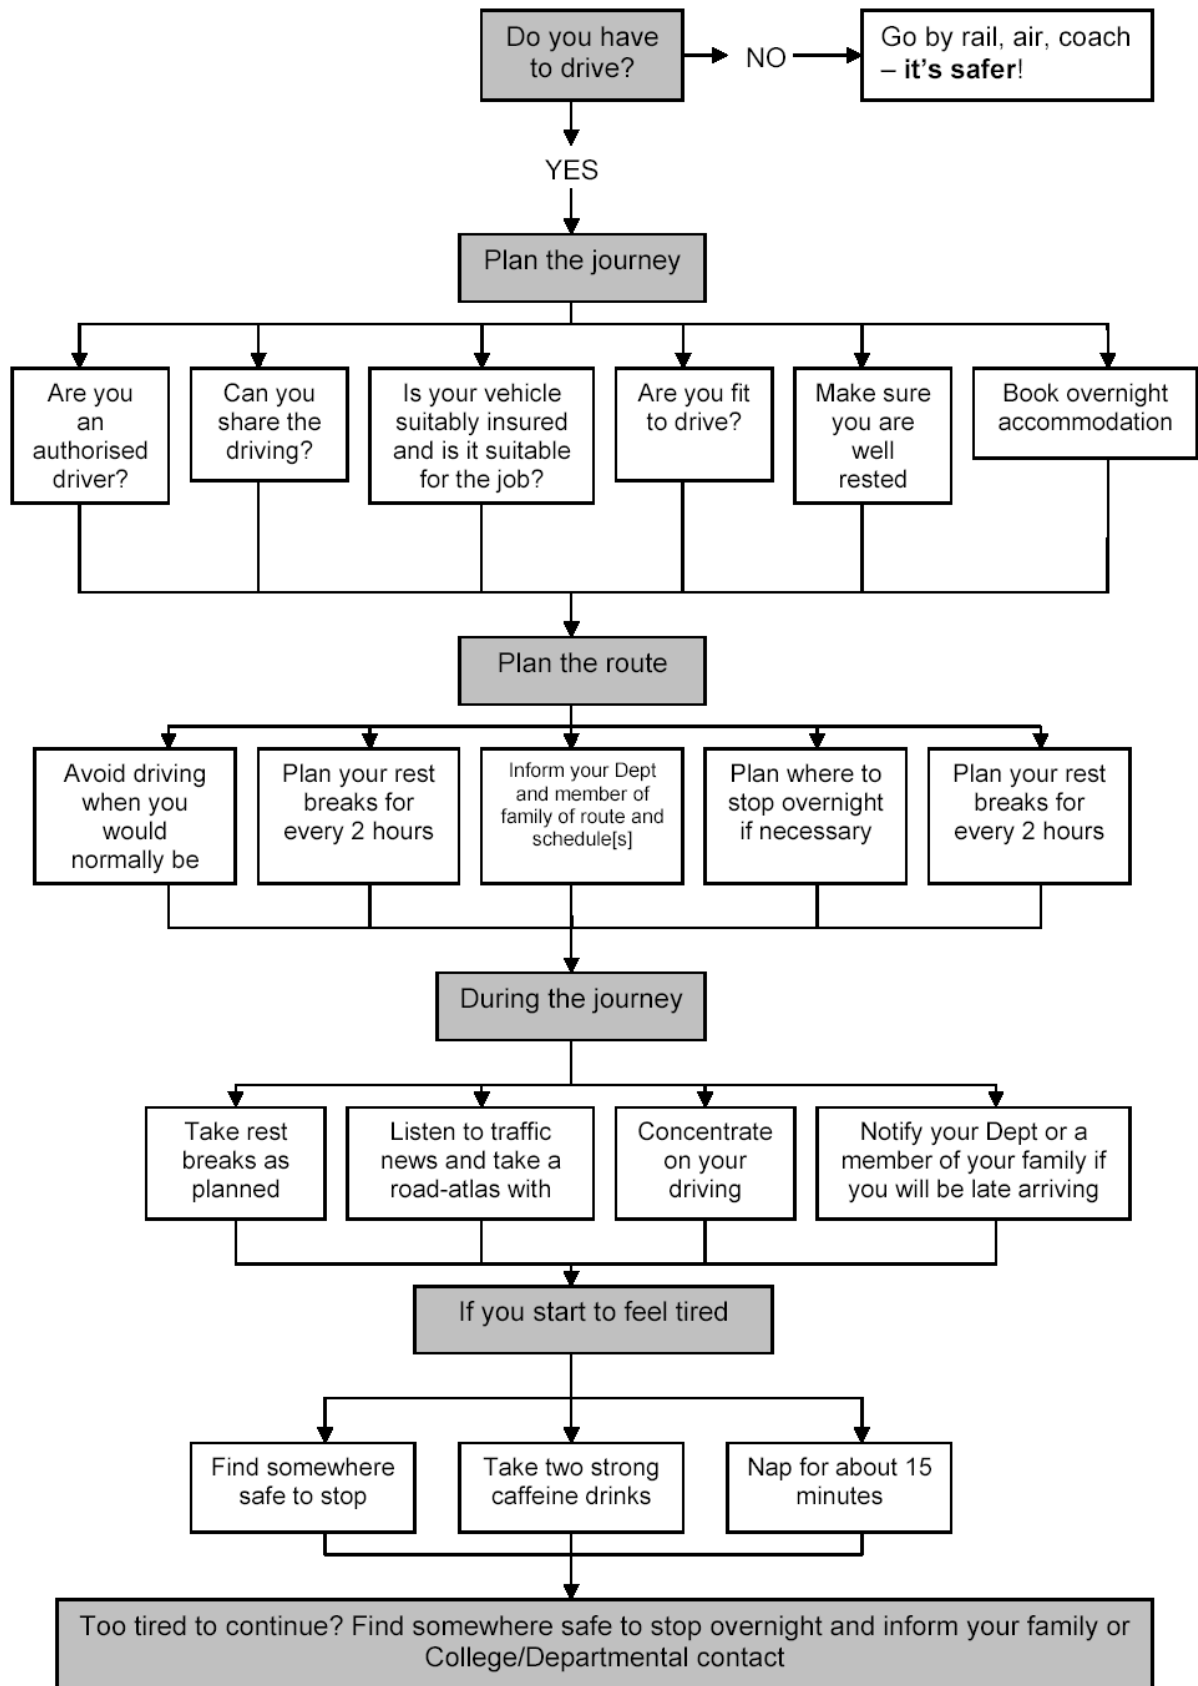 Do you have
to drive?
NO
Go by rail, air, coach
– it's safer!
YES
Plan the journey
Are you
an
authorised
driver?
Can you
share the
driving?
Is your vehicle
suitably insured
and is it suitable
for the job?
Are you fit
to drive?
Make sure
you are
well
rested
Book overnight
accommodation
Plan the route
Avoid driving
when you
would
normally be
Plan your rest
breaks for
every 2 hours
Inform your Dept
and member of
family of route and
schedule[s]
Plan where to
stop overnight
if necessary
Plan your rest
breaks for
every 2 hours
During the journey
Take rest
breaks as
planned
Listen to traffic
news and take a
road-atlas with
Concentrate
on your
driving
Notify your Dept or a
member of your family if
you will be late arriving
If you start to feel tired
Find somewhere
safe to stop
Take two strong
caffeine drinks
Nap for about 15
minutes
Too tired to continue? Find somewhere safe to stop overnight and inform your family or
College/Departmental contact